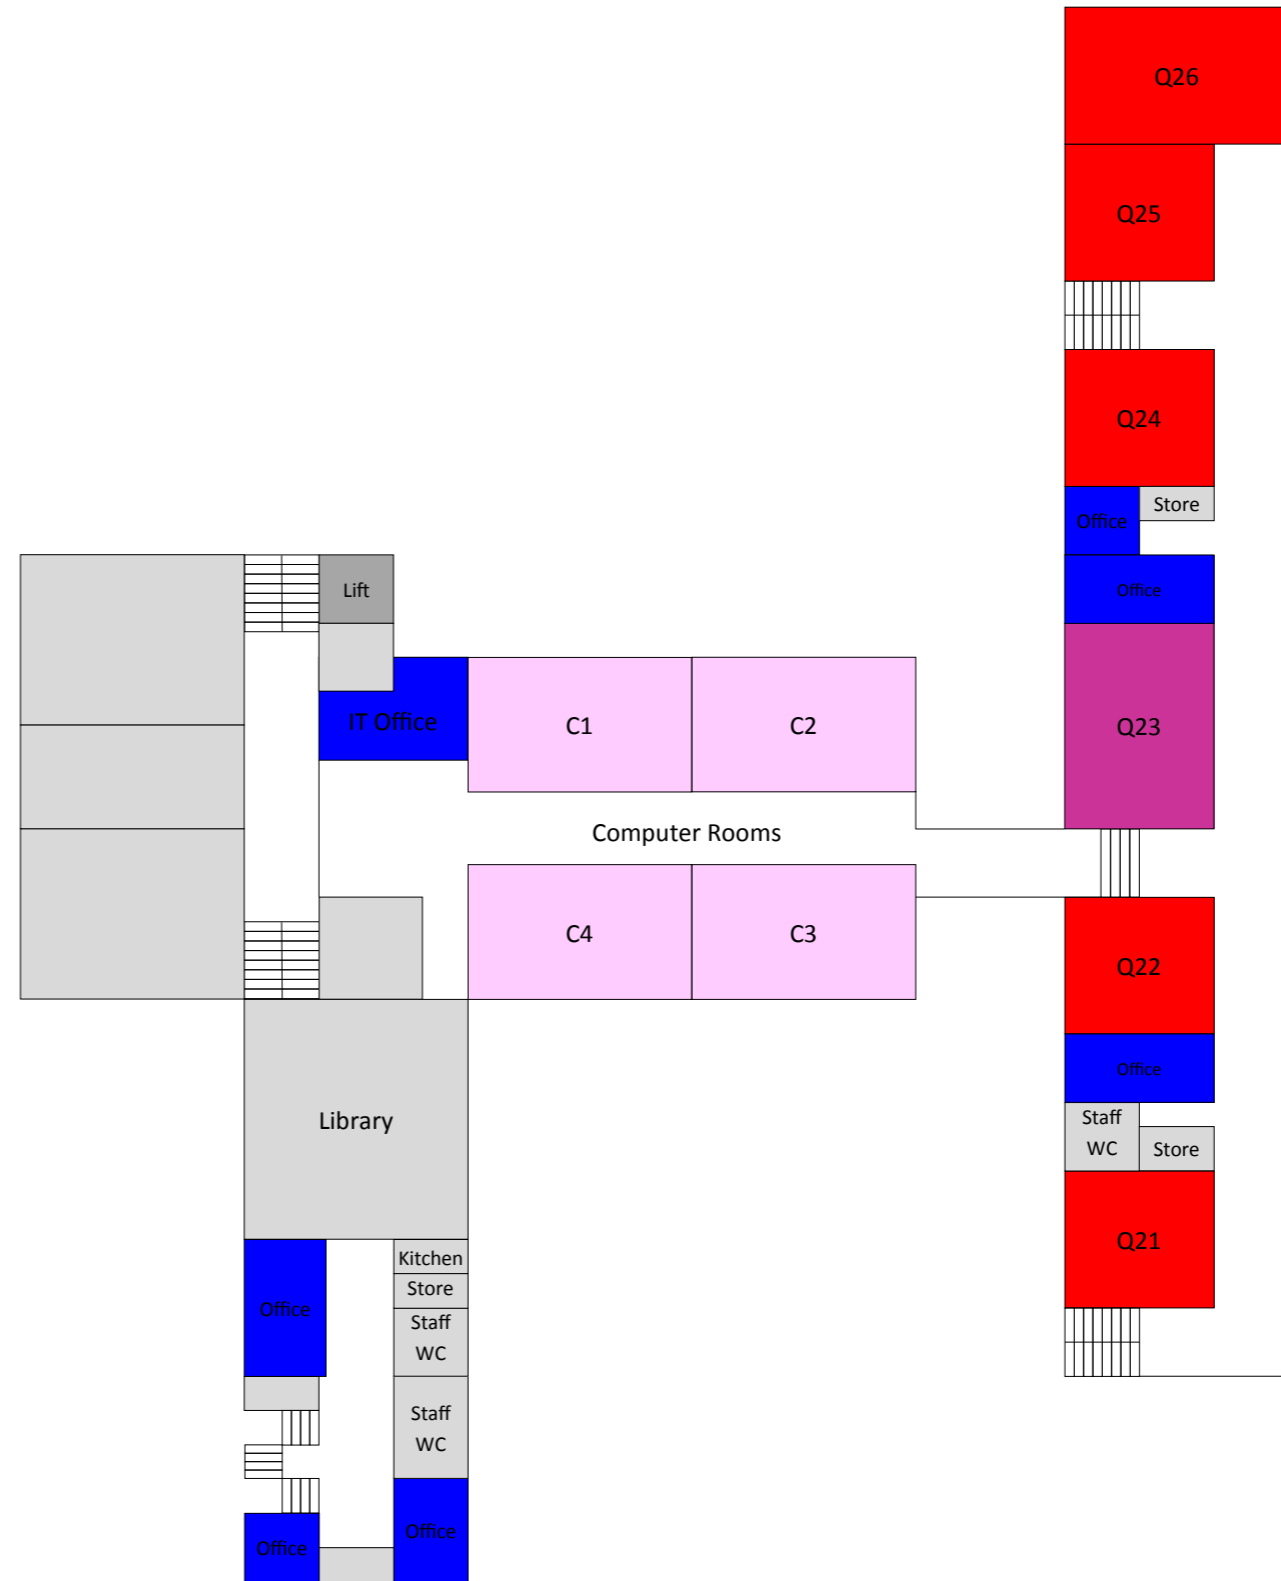 Q26
Q25
Q24
Office
Store
Office
Lift
IT Office
C1
C2
Q23
Computer Rooms
C4
C3
Q22
Office
Library
Staff
WC
Store
Q21
Kitchen
Store
Office
Staff
WC
Staff
WC
Office
Office